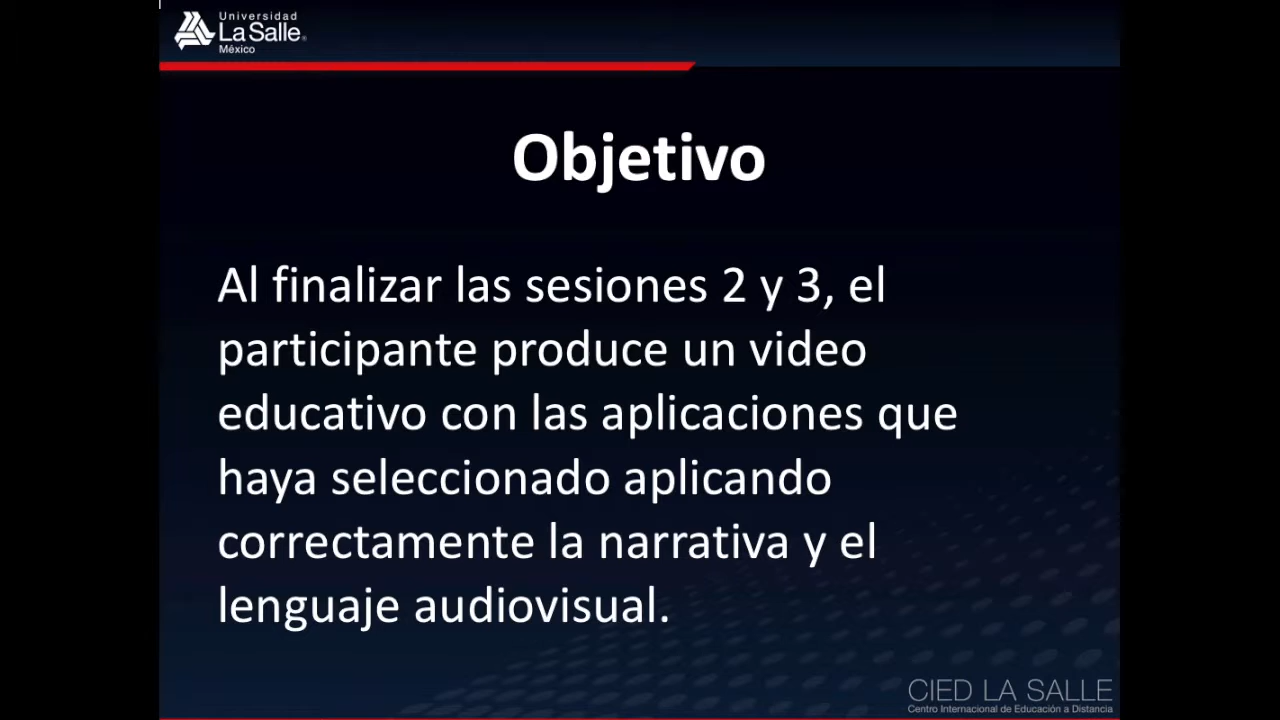 Universidad
La Salle®
México
Objetivo
Al finalizar las sesiones 2 y 3, el
participante produce un video
educativo con las aplicaciones que
haya seleccionado aplicando
correctamente la narrativa y el
lenguaje audiovisual.
CIED LA SALLE
Centro Internacional de Educación a Distancia